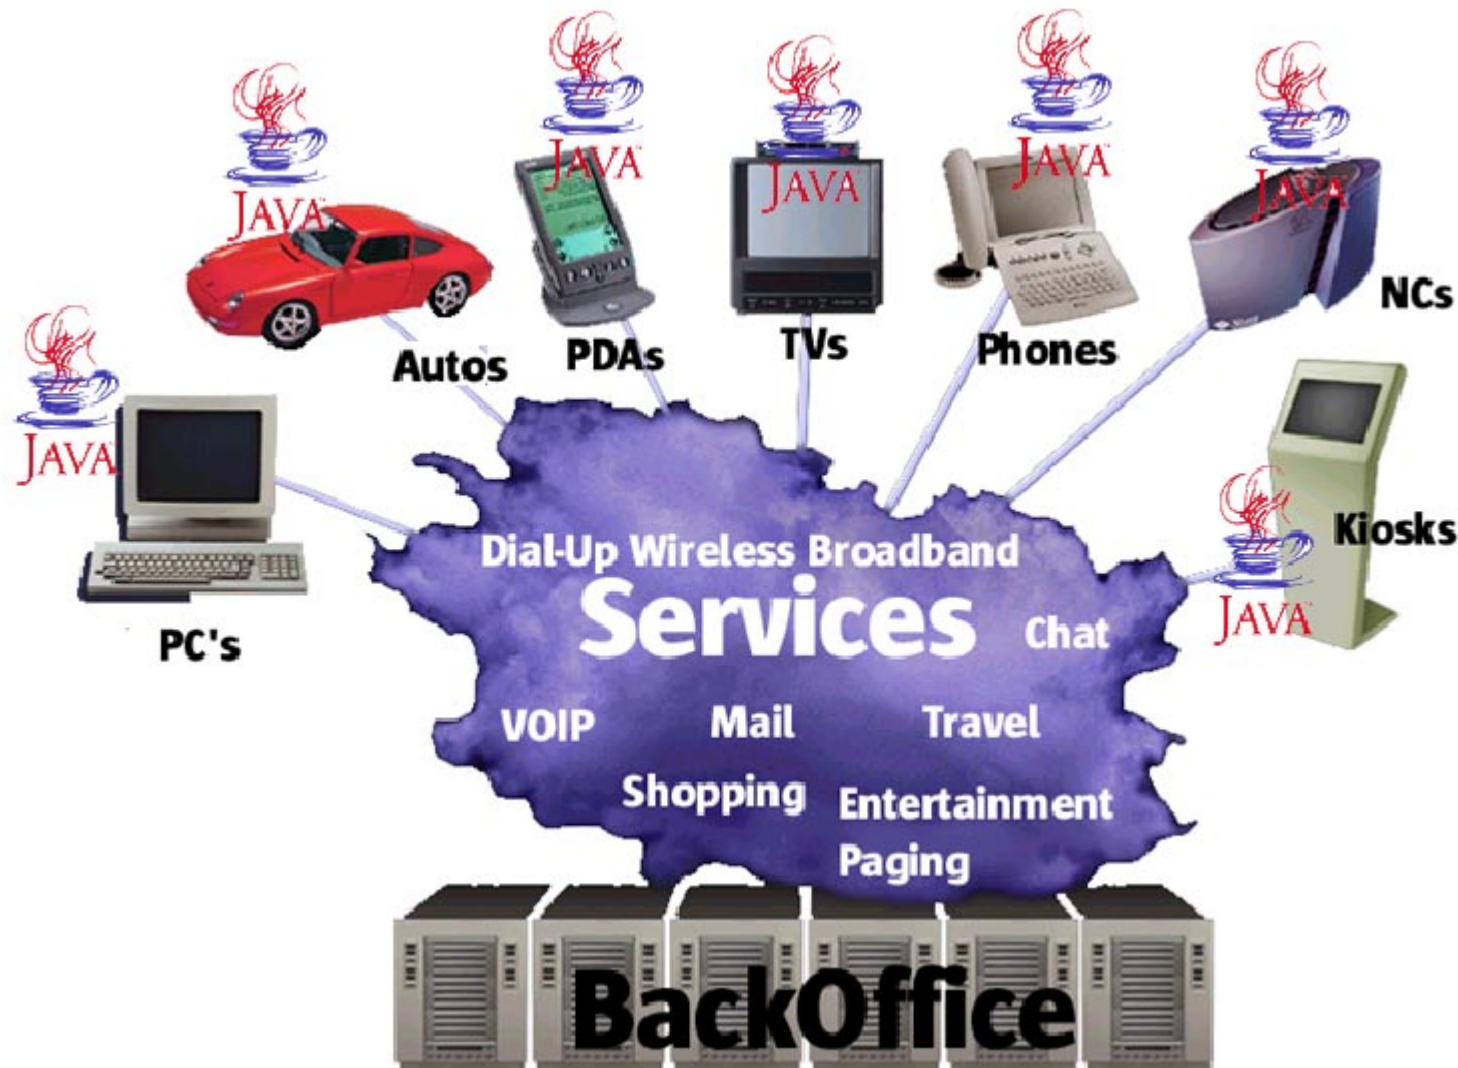 JAVA
JAVA
JAVA
JAVA
JAVA
Autos
PDAs
TVs
Phones
NCs
JAVA
PC's
Kiosks
JAVA
Dial-Up Wireless Broadband
Services
Chat
VOIP
Mail
Travel
Shopping
Entertainment
Paging
BackOffice